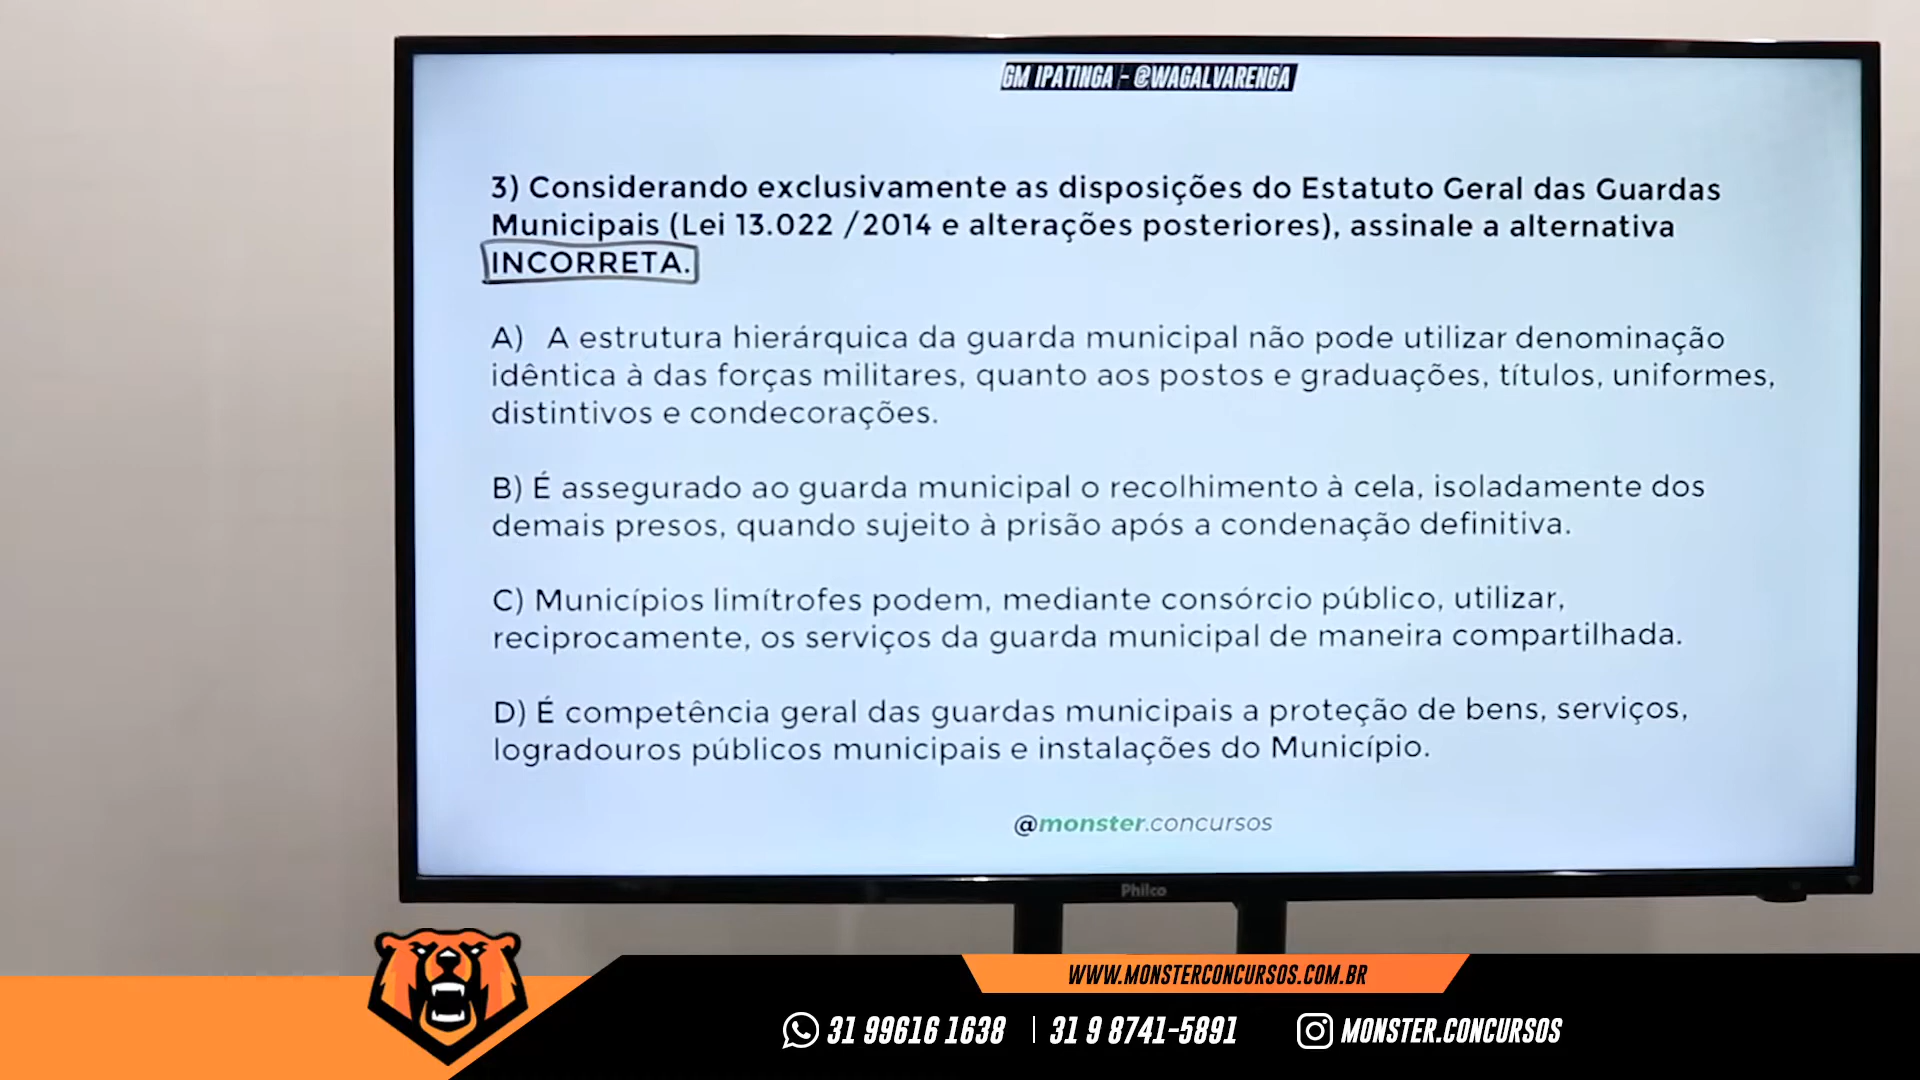 GM IPATINGA - @WAGALVARENGA
3) Considerando exclusivamente as disposições do Estatuto Geral das Guardas
Municipais (Lei 13.022 /2014 e alterações posteriores), assinale a alternativa
INCORRETA.
A) A estrutura hierárquica da guarda municipal não pode utilizar denominação
idêntica à das forças militares, quanto aos postos e graduações, títulos, uniformes,
distintivos e condecorações.
B) É assegurado ao guarda municipal o recolhimento à cela, isoladamente dos
demais presos, quando sujeito à prisão após a condenação definitiva.
C) Municípios limítrofes podem, mediante consórcio público, utilizar,
reciprocamente, os serviços da guarda municipal de maneira compartilhada.
D) É competência geral das guardas municipais a proteção de bens, serviços,
logradouros públicos municipais e instalações do Município.
@monster.concursos
Philco
WWW.MONSTERCONCURSOS.COM.BR
31 99616 1638 | 31 9 8741-5891 MONSTER.CONCURSOS